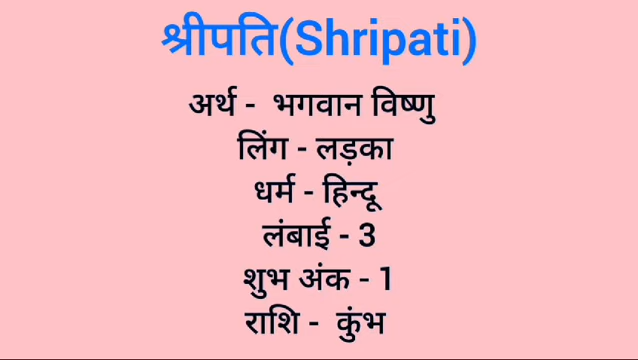 श्रीपति(Shripati)
अर्थ - भगवान विष्णु
लिंग - लड़का
धर्म - हिन्दू
लंबाई - 3
शुभ अंक - 1
राशि - कुंभ